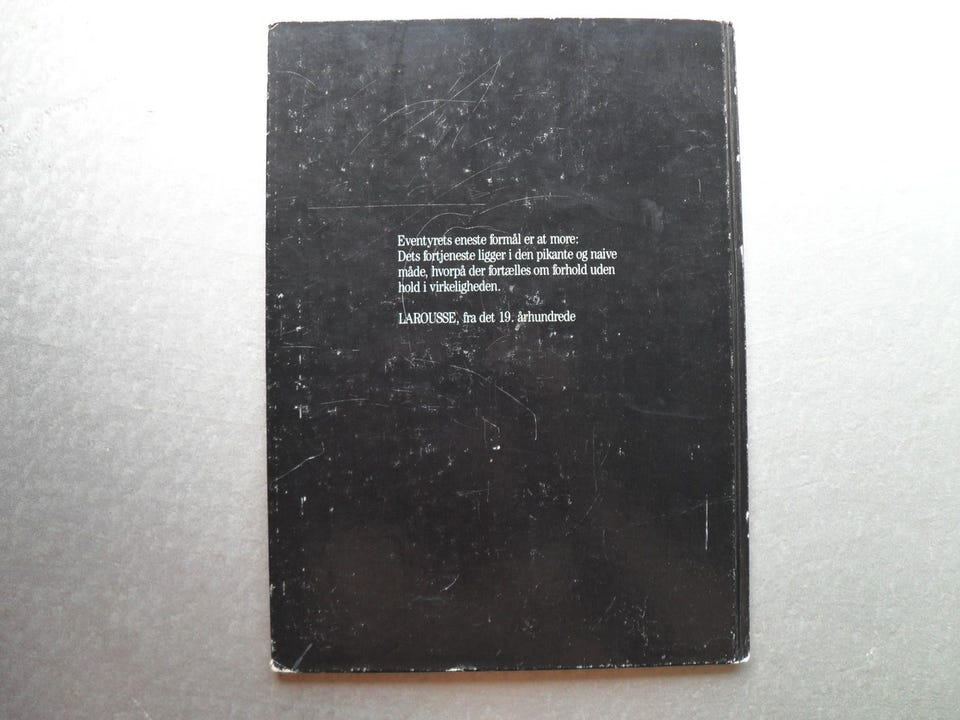 Eventyrets eneste formål er at more:
Dets fortjeneste ligger i den pikante og naive
måde, hvorpå der fortælles om forhold uden
hold i virkeligheden.
LAROUSSE, fra det 19. århundrede